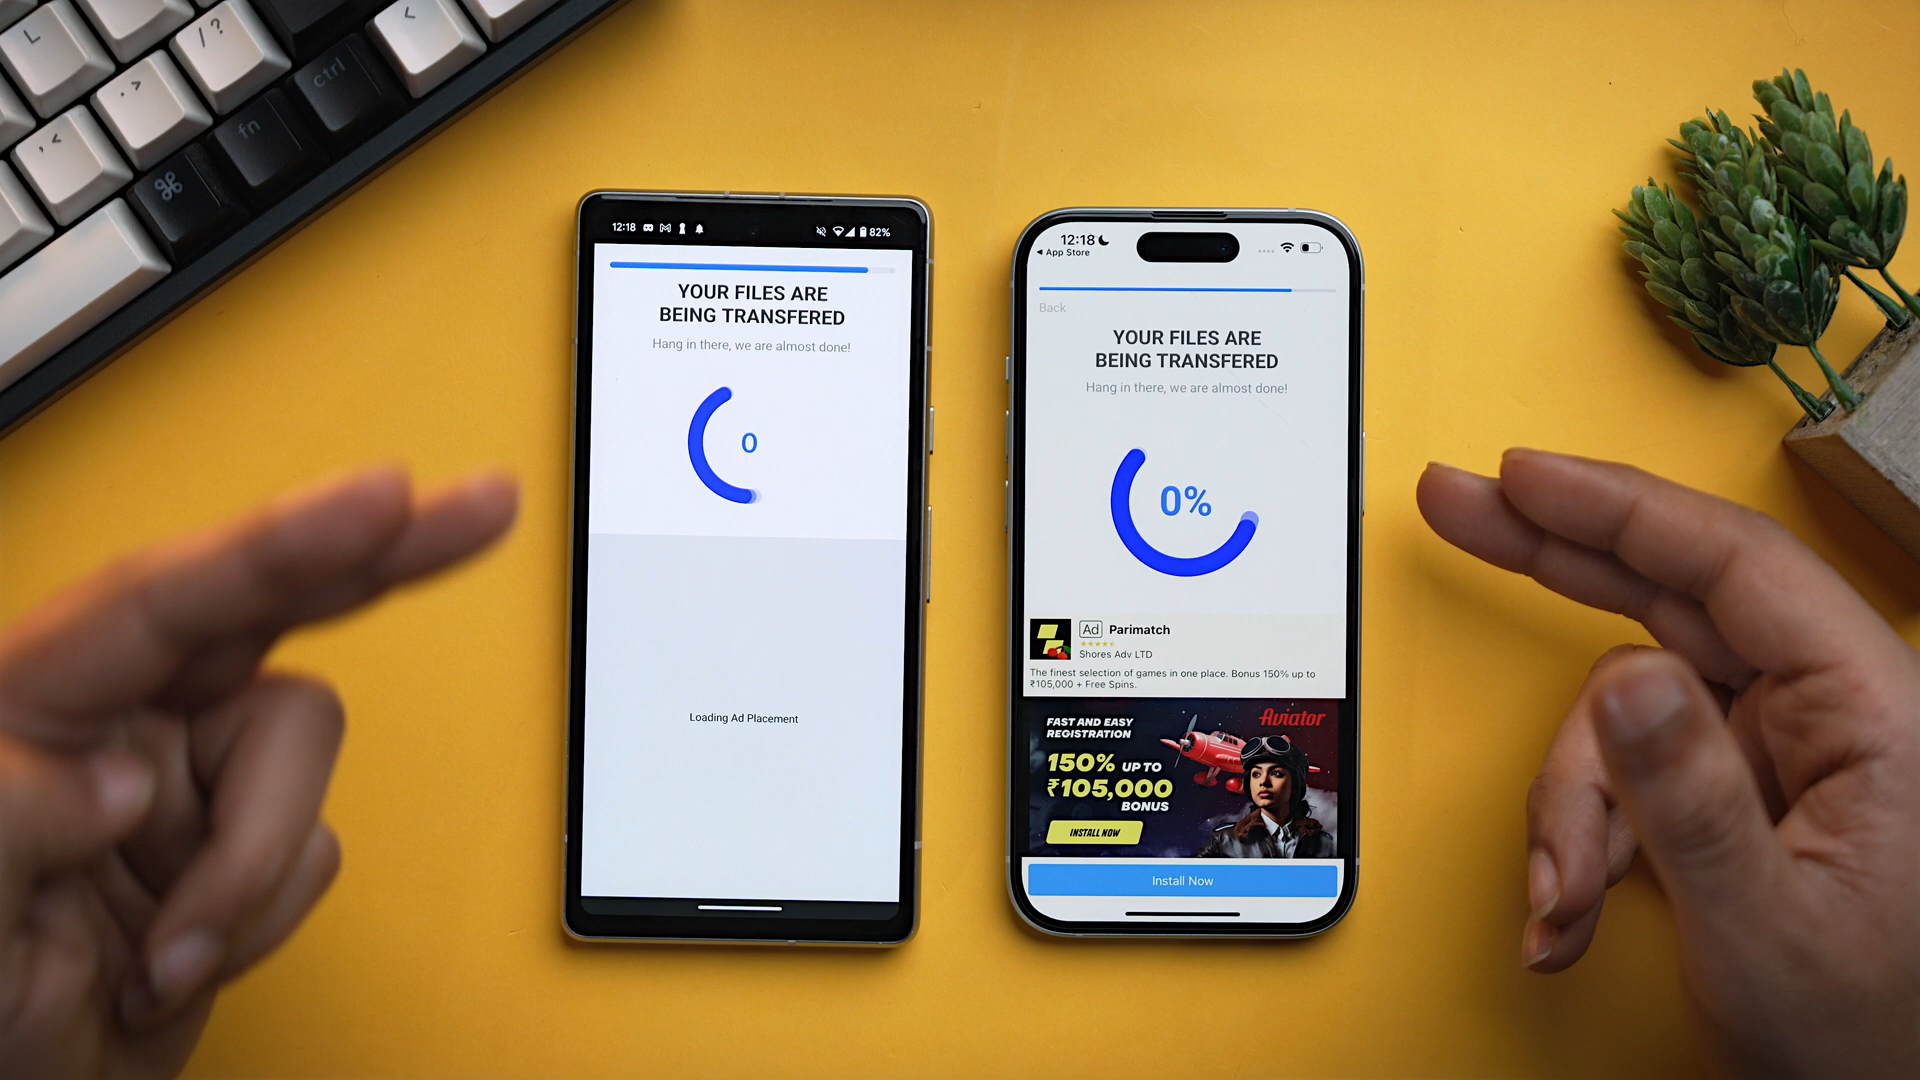 L
/ ?
<
. >
ctrl
, <
fn
⌘
12:18
82%
YOUR FILES ARE
BEING TRANSFERED
Hang in there, we are almost done!
0
Loading Ad Placement
12:18
◀ App Store
Back
YOUR FILES ARE
BEING TRANSFERED
Hang in there, we are almost done!
0%
Ad Parimatch
Shores Adv LTD
The finest selection of games in one place. Bonus 150% up to
₹105,000 + Free Spins.
FAST AND EASY
REGISTRATION
Aviator
150% UP TO
₹105,000
BONUS
INSTALL NOW
Install Now